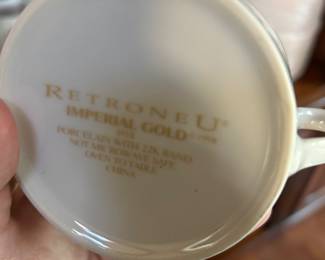 RETRONEU®
IMPERIAL GOLD
PORCELAIN WITH 22K BAND
NOT MICROWAVE SAFE
OVEN TO TABLE
CHINA